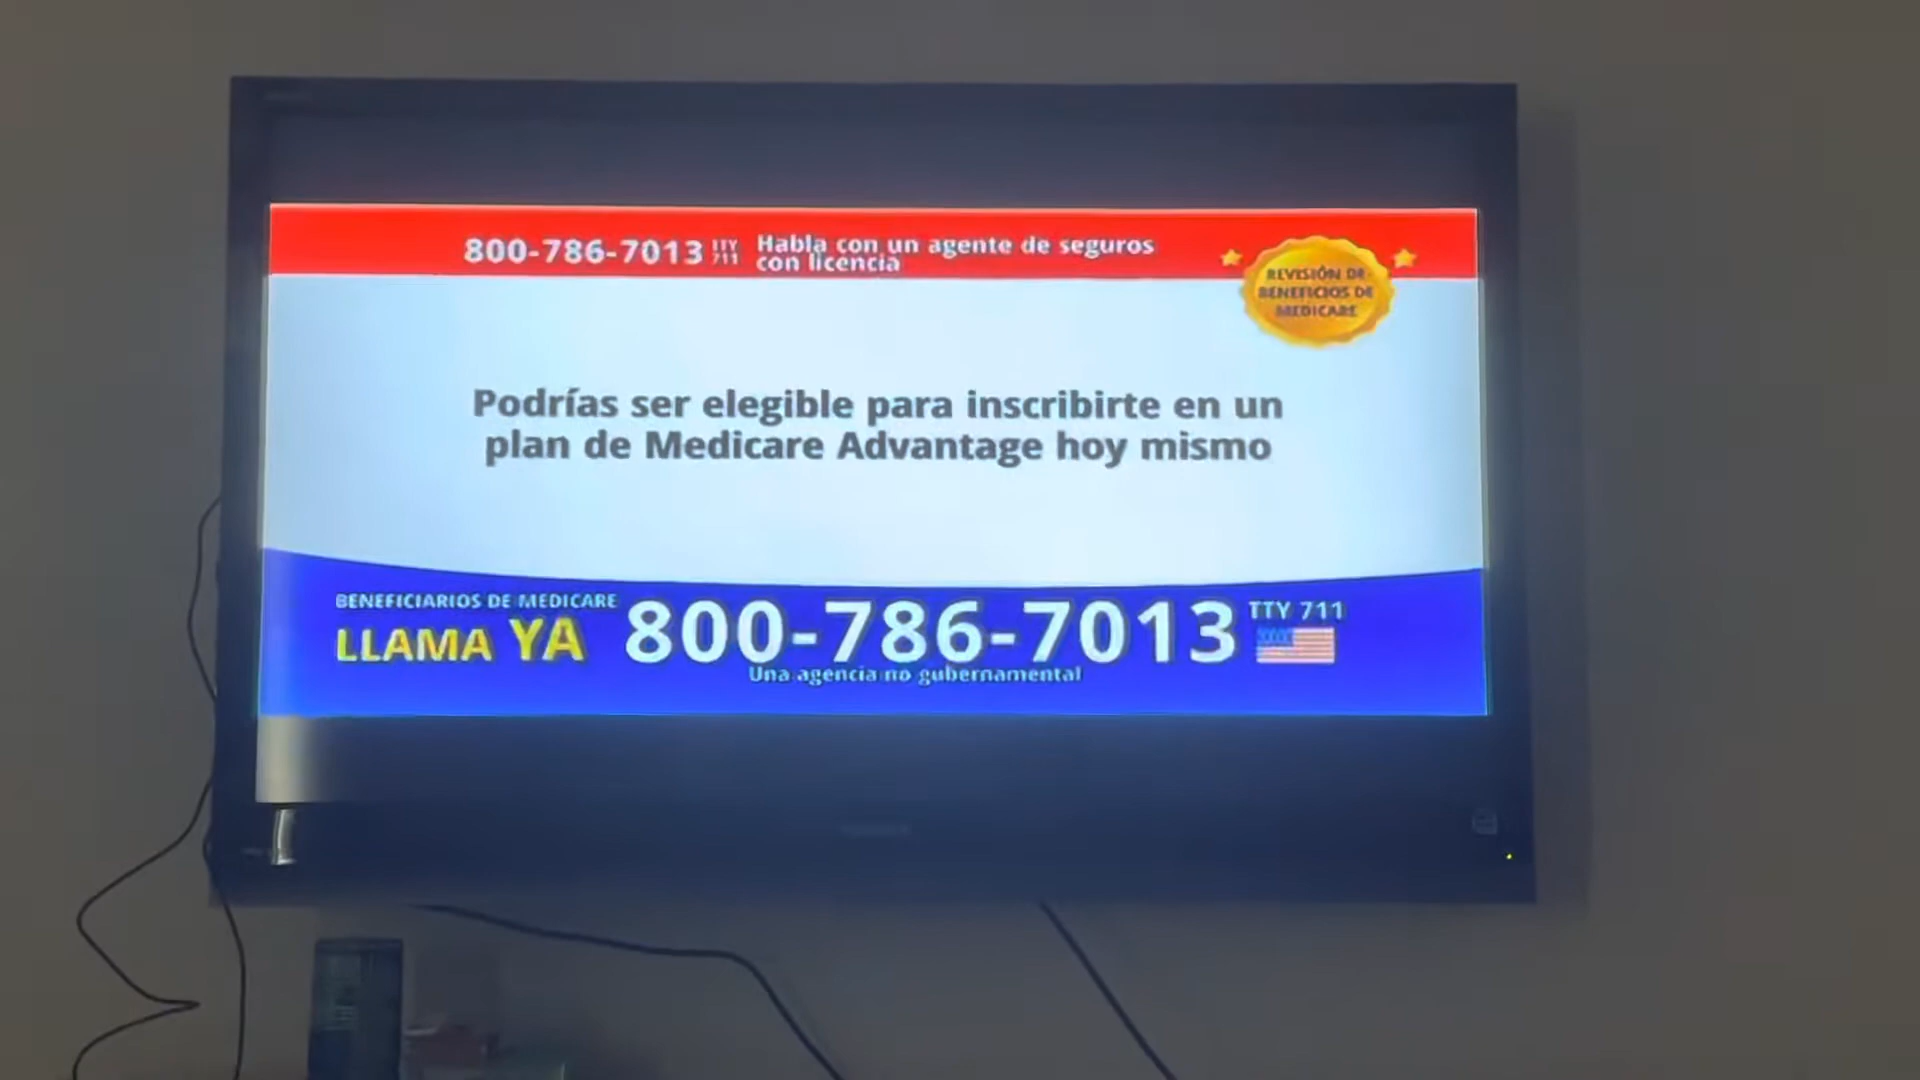 800-786-7013 TTY 711
Habla con un agente de seguros
con licencia
REVISIÓN DE
BENEFICIOS DE
MEDICARE
Podrías ser elegible para inscribirte en un
plan de Medicare Advantage hoy mismo
BENEFICIARIOS DE MEDICARE
LLAMA YA
800-786-7013
TTY 711
Una agencia no gubernamental